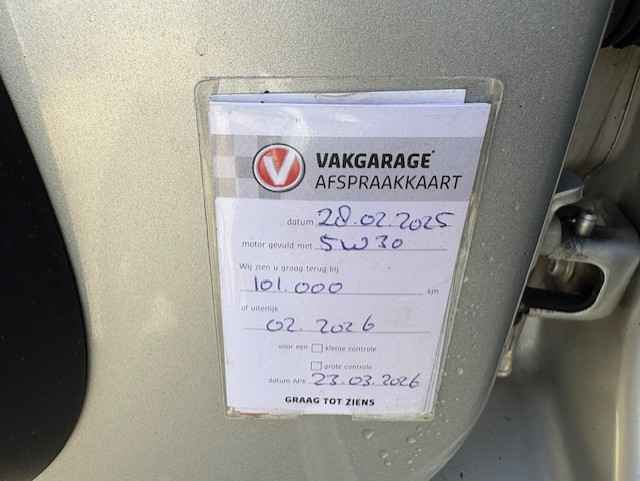 V VAKGARAGE
AFSPRAAKKAART
datum 28.02.2025
motor gevuld met 5W30
Wij zien u graag terug bij
101.000 km
of uiterlijk
02. 2026
voor een kleine controle
grote controle
datum APK 23.03.2026
GRAAG TOT ZIENS